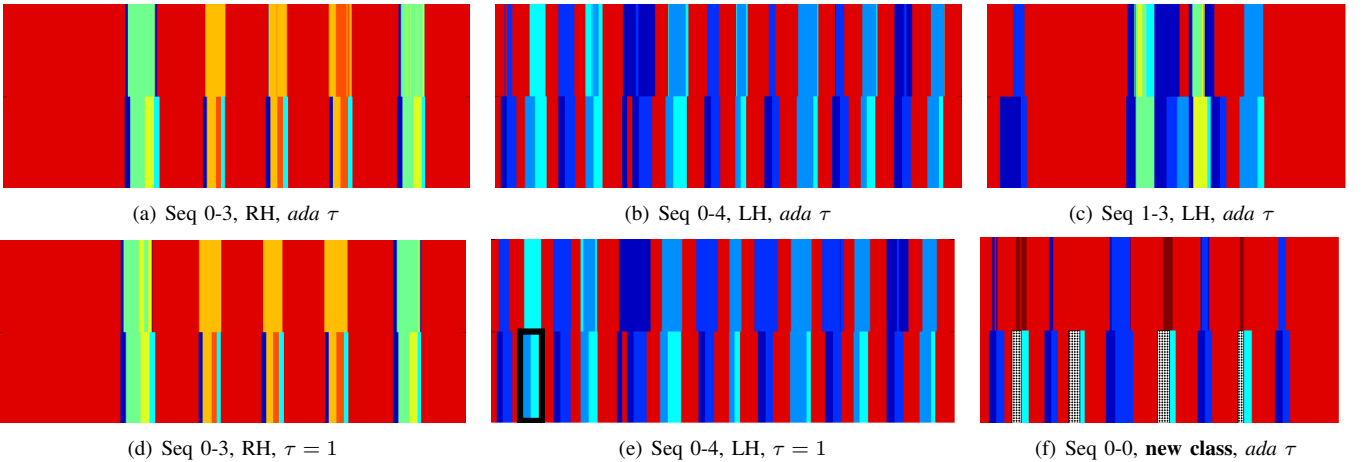 (a) Seq 0-3, RH, ada τ
(b) Seq 0-4, LH, ada τ
(c) Seq 1-3, LH, ada τ
(d) Seq 0-3, RH, τ = 1
(e) Seq 0-4, LH, τ = 1
(f) Seq 0-0, new class, ada τ